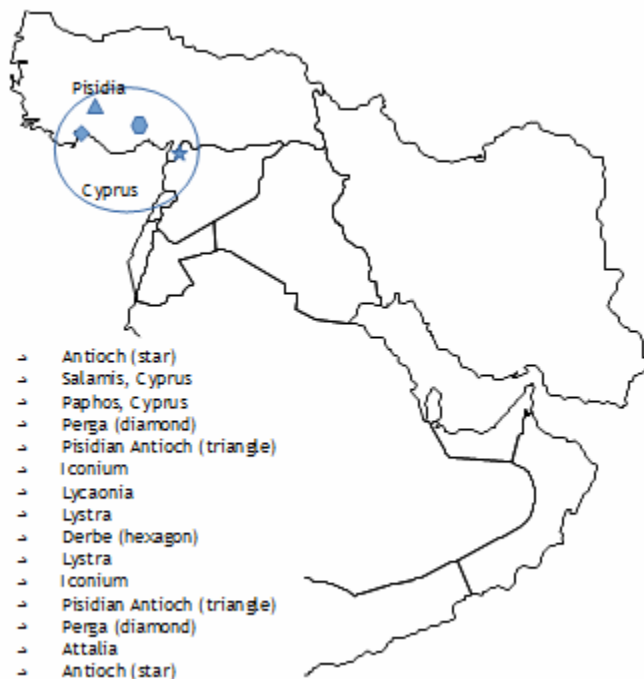 Pisidia
Cyprus
Antioch (star)
Salamis, Cyprus
Paphos, Cyprus
Perga (diamond)
Pisidian Antioch (triangle)
Iconium
Lycaonia
Lystra
Derbe (hexagon)
Lystra
Iconium
Pisidian Antioch (triangle)
Perga (diamond)
Attalia
Antioch (star)